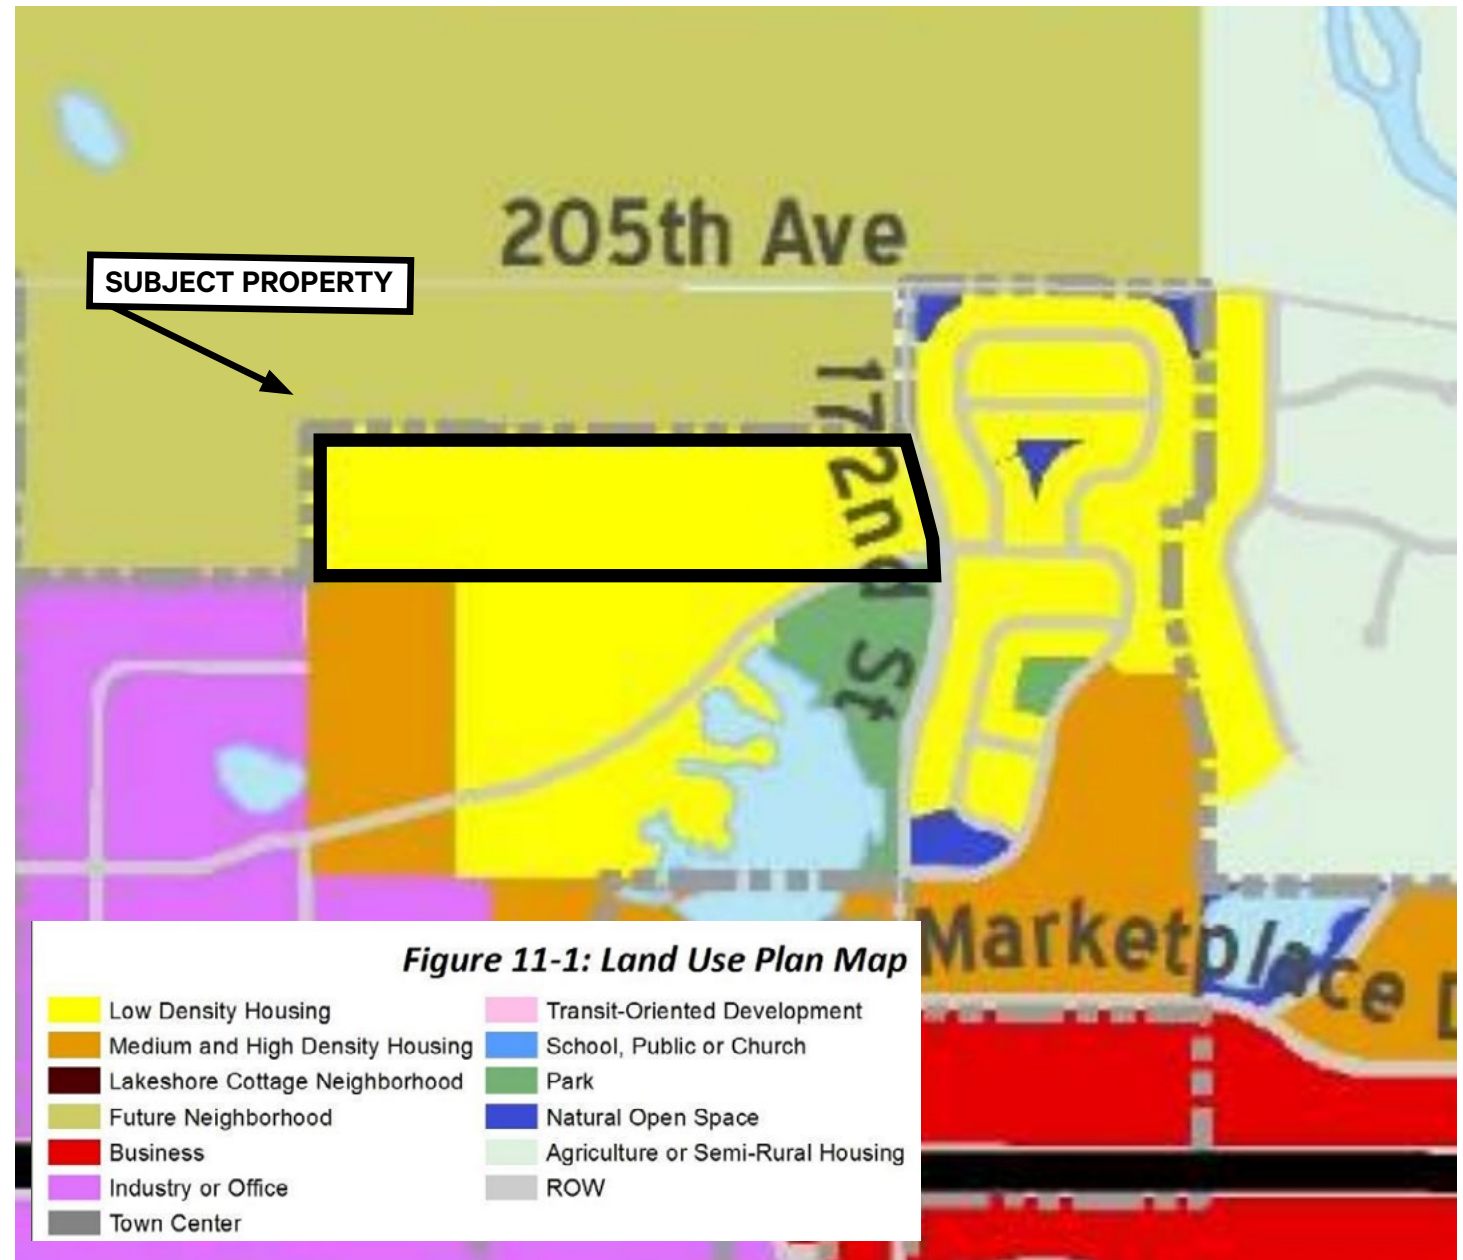 205th Ave
SUBJECT PROPERTY
172nd St
Marketplace D
Figure 11-1: Land Use Plan Map
Low Density Housing
Medium and High Density Housing
Lakeshore Cottage Neighborhood
Future Neighborhood
Business
Industry or Office
Town Center
Transit-Oriented Development
School, Public or Church
Park
Natural Open Space
Agriculture or Semi-Rural Housing
ROW